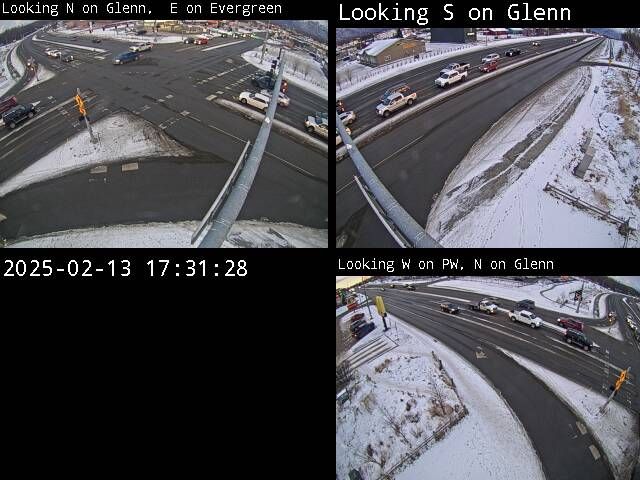 Looking N on Glenn,  E on Evergreen
Looking S on Glenn
2025-02-13 17:31:28
Looking W on PW, N on Glenn